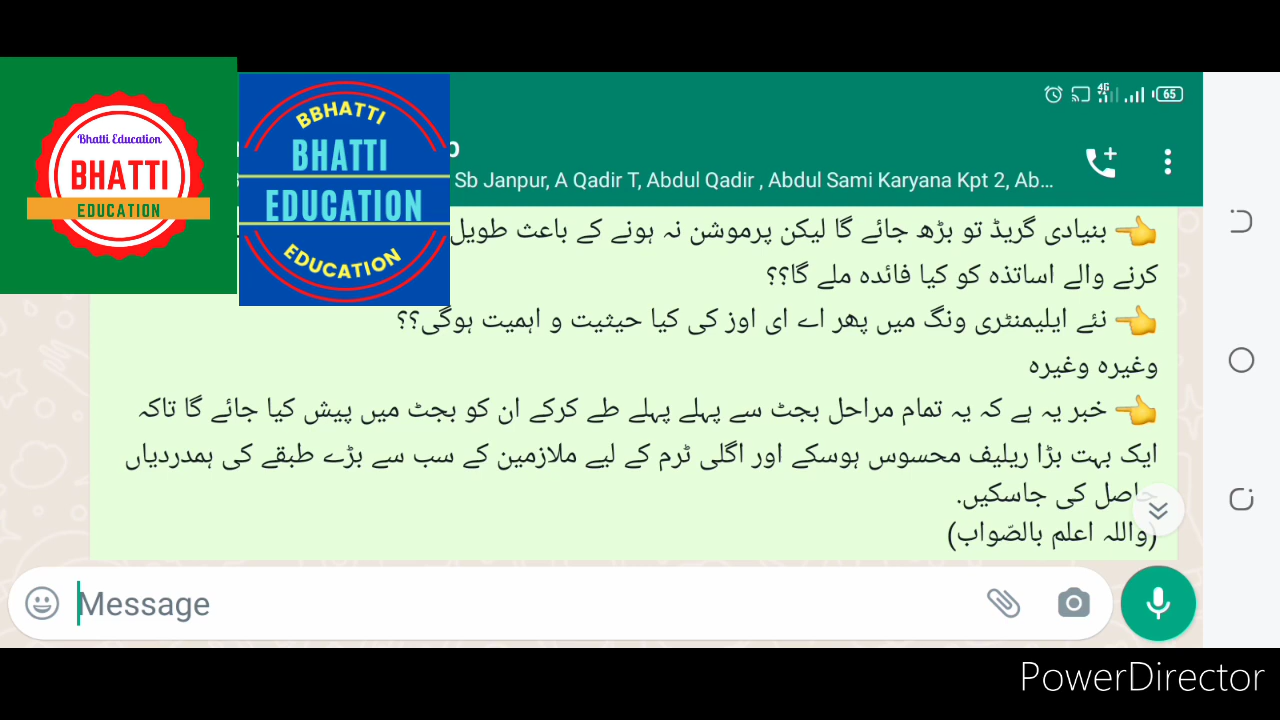 65
4G
Bhatti Education
BHATTI
EDUCATION
BBHATTI
BHATTI
EDUCATION
EDUCATION
Sb Janpur, A Qadir T, Abdul Qadir , Abdul Sami Karyana Kpt 2, Ab...
👈 بنیادی گریڈ تو بڑھ جائے گا لیکن پرموشن نہ ہونے کے باعث طویل
کرنے والے اساتذہ کو کیا فائدہ ملے گا؟؟
👈 نئے ایلیمنٹری ونگ میں پھر اے ای اوز کی کیا حیثیت و اہمیت ہوگی؟؟
وغیرہ وغیرہ
👈 خبر یہ ہے کہ یہ تمام مراحل بجٹ سے پہلے پہلے طے کرکے ان کو بجٹ میں پیش کیا جائے گا تاکہ
ایک بہت بڑا ریلیف محسوس ہوسکے اور اگلی ٹرم کے لیے ملازمین کے سب سے بڑے طبقے کی ہمدردیاں
حاصل کی جاسکیں.
(واللہ اعلم بالصّواب)
Message
PowerDirector